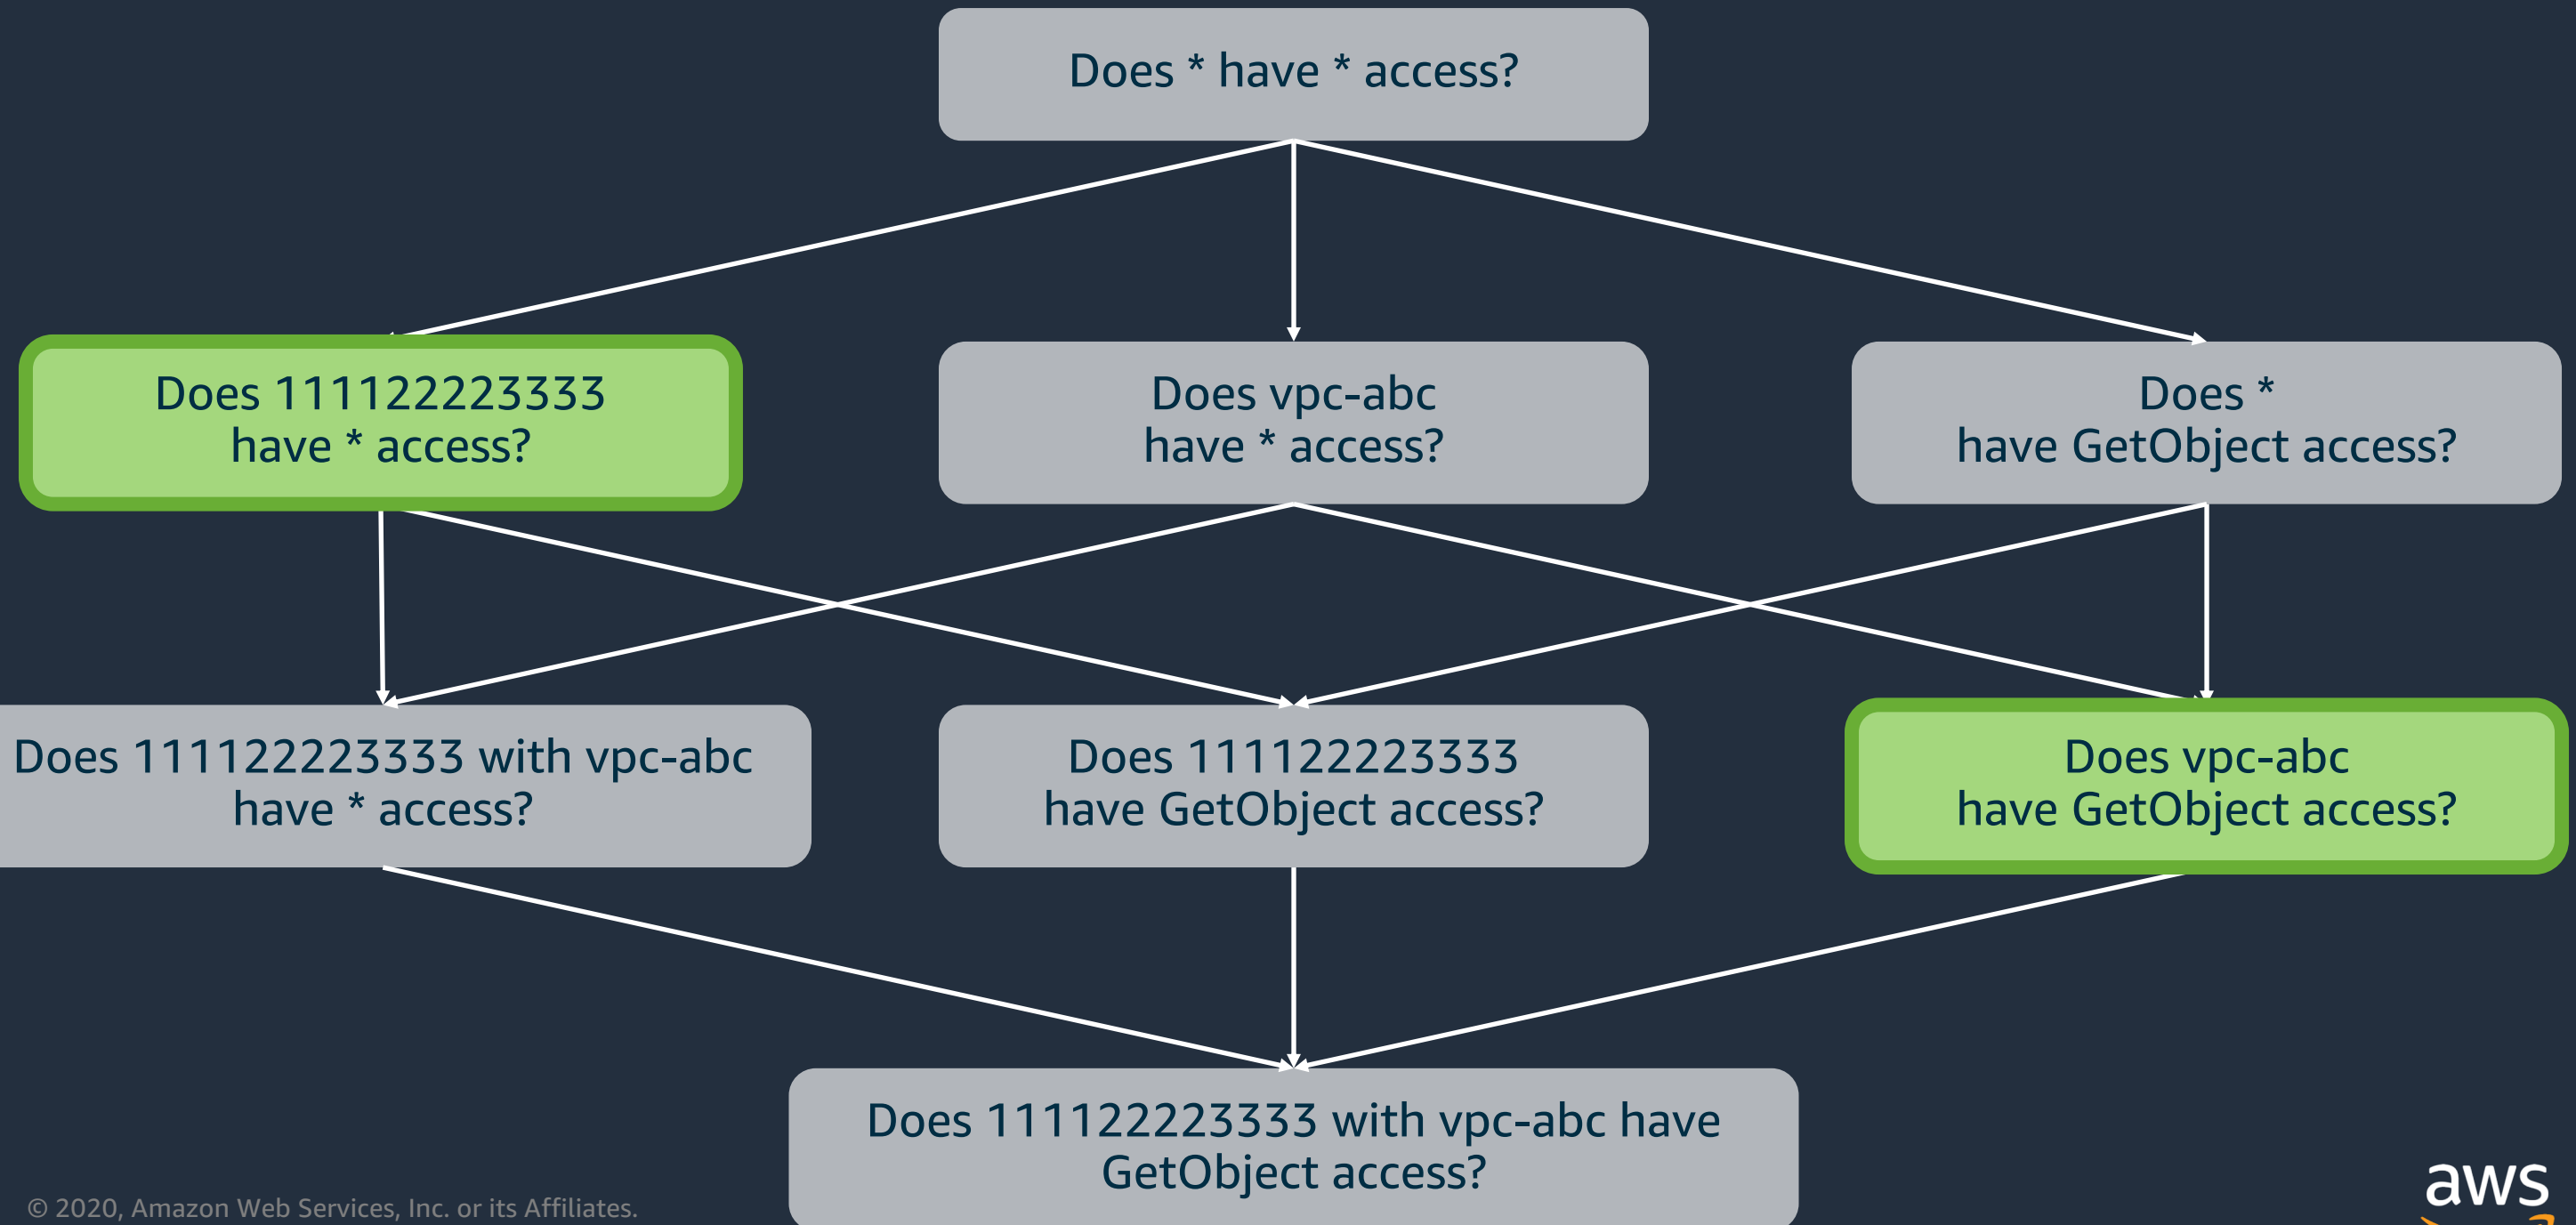 Does * have * access?
Does 111122223333
have * access?
Does vpc-abc
have * access?
Does *
have GetObject access?
Does 111122223333 with vpc-abc
have * access?
Does 111122223333
have GetObject access?
Does vpc-abc
have GetObject access?
Does 111122223333 with vpc-abc have
GetObject access?
© 2020, Amazon Web Services, Inc. or its Affiliates.
aws